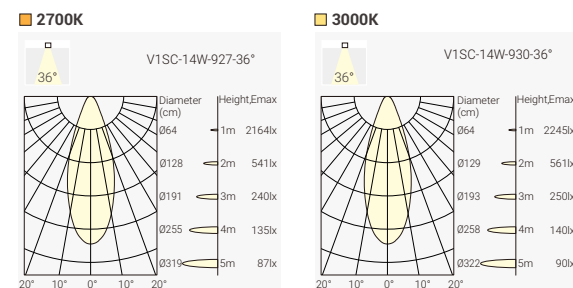 2700K
36°
V1SC-14W-927-36°
Diameter (cm) Height,Emax
Ø64 1m 2164lx
Ø128 2m 541lx
Ø191 3m 240lx
Ø255 4m 135lx
Ø319 5m 87lx
20° 10° 0° 10° 20°
3000K
36°
V1SC-14W-930-36°
Diameter (cm) Height,Emax
Ø64 1m 2245lx
Ø129 2m 561lx
Ø193 3m 250lx
Ø258 4m 140lx
Ø322 5m 90lx
20° 10° 0° 10° 20°